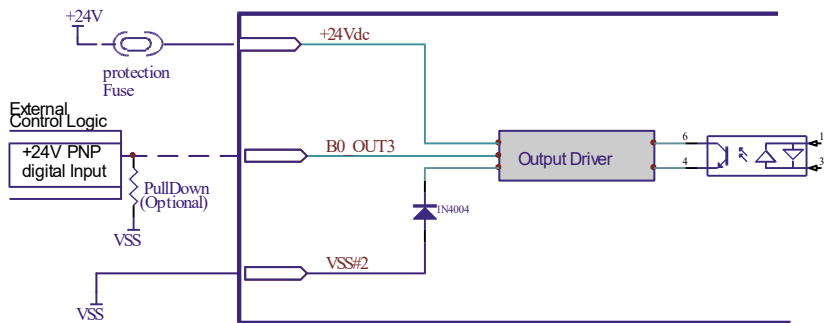 +24V
+24Vdc
protection
Fuse
External
Control Logic
+24V PNP
digital Input
B0_OUT3
Output Driver
6
4
1
3
PullDown
(Optional)
VSS
1N4004
VSS#2
VSS